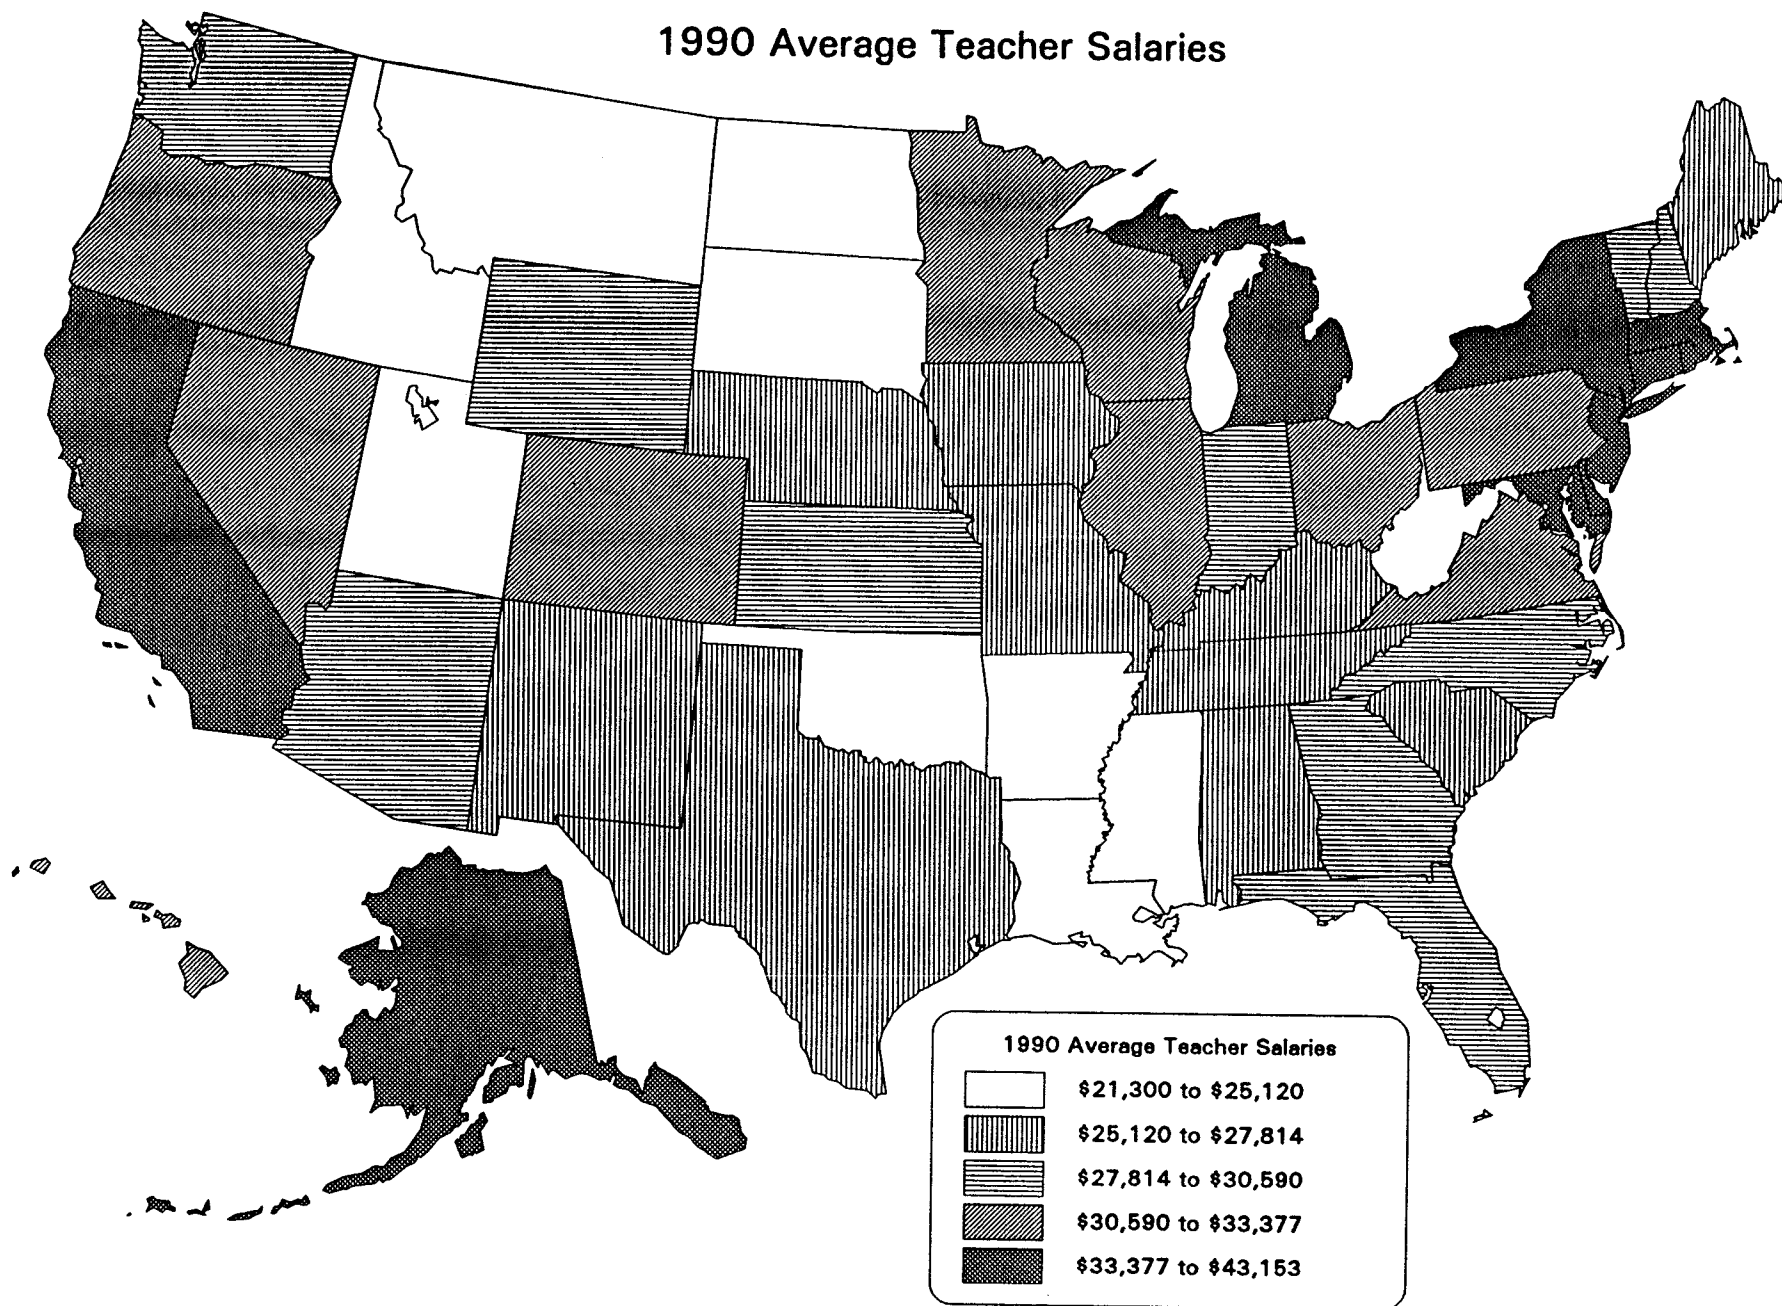 1990 Average Teacher Salaries
1990 Average Teacher Salaries
$21,300 to $25,120
$25,120 to $27,814
$27,814 to $30,590
$30,590 to $33,377
$33,377 to $43,153